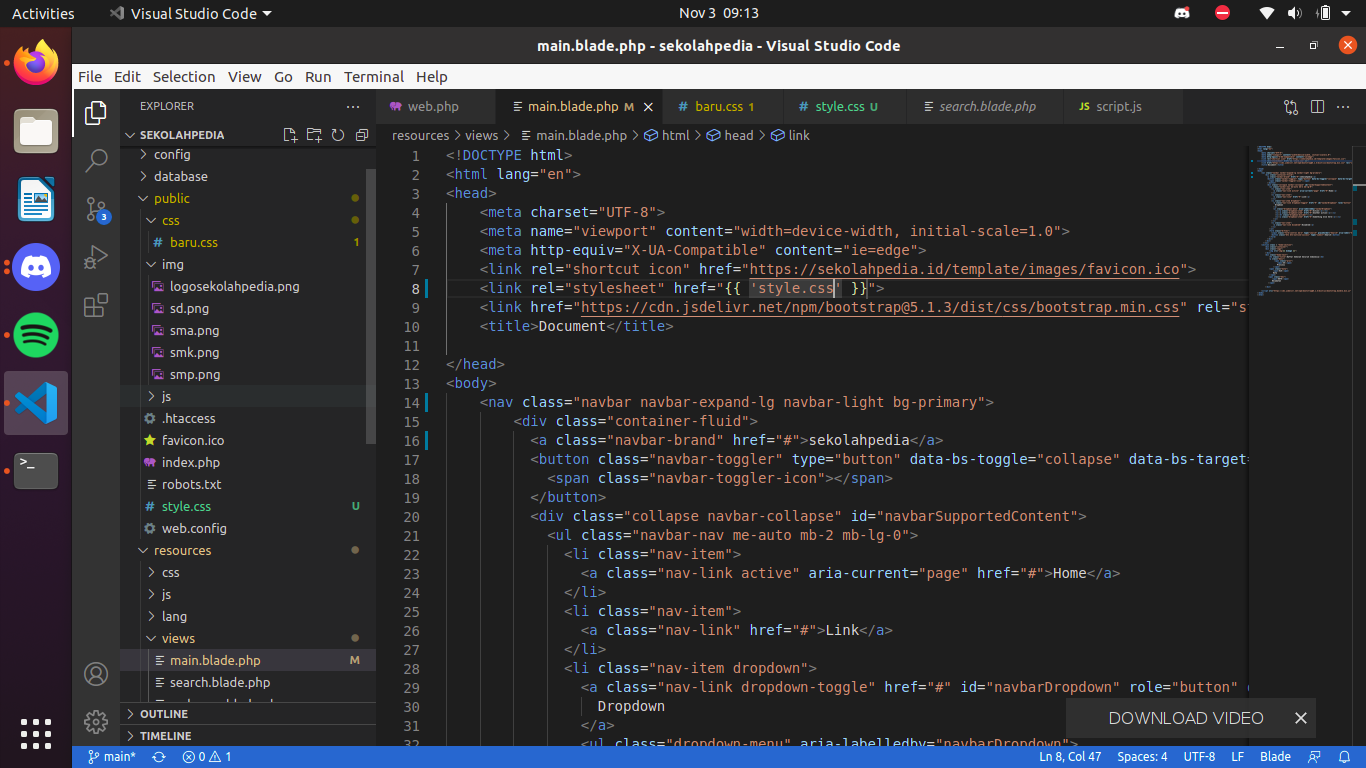 Activities
Visual Studio Code
Nov 3 09:13
main.blade.php - sekolahpedia - Visual Studio Code
File Edit Selection View Go Run Terminal Help
EXPLORER
web.php
main.blade.php M
baru.css 1
style.css U
search.blade.php
JS script.js
SEKOLAHPEDIA
resources > views > main.blade.php > html > head > link
config
database
public
css
# baru.css 1
img
logosekolahpedia.png
sd.png
sma.png
smk.png
smp.png
js
.htaccess
favicon.ico
index.php
robots.txt
# style.css U
web.config
resources
css
js
lang
views
main.blade.php M
search.blade.php
OUTLINE
TIMELINE
3
1 <!DOCTYPE html>
2 <html lang="en">
3 <head>
4 <meta charset="UTF-8">
5 <meta name="viewport" content="width=device-width, initial-scale=1.0">
6 <meta http-equiv="X-UA-Compatible" content="ie=edge">
7 <link rel="shortcut icon" href="https://sekolahpedia.id/template/images/favicon.ico">
8 <link rel="stylesheet" href="{{ 'style.css' }}">
9 <link href="https://cdn.jsdelivr.net/npm/bootstrap@5.1.3/dist/css/bootstrap.min.css" rel="st
10 <title>Document</title>
11
12 </head>
13 <body>
14 <nav class="navbar navbar-expand-lg navbar-light bg-primary">
15 <div class="container-fluid">
16 <a class="navbar-brand" href="#">sekolahpedia</a>
17 <button class="navbar-toggler" type="button" data-bs-toggle="collapse" data-bs-target=
18 <span class="navbar-toggler-icon"></span>
19 </button>
20 <div class="collapse navbar-collapse" id="navbarSupportedContent">
21 <ul class="navbar-nav me-auto mb-2 mb-lg-0">
22 <li class="nav-item">
23 <a class="nav-link active" aria-current="page" href="#">Home</a>
24 </li>
25 <li class="nav-item">
26 <a class="nav-link" href="#">Link</a>
27 </li>
28 <li class="nav-item dropdown">
29 <a class="nav-link dropdown-toggle" href="#" id="navbarDropdown" role="button"
30 Dropdown
31 </a>
32 <ul class="dropdown-menu" aria-labelledby="navbarDropdown">
DOWNLOAD VIDEO
main*
0 1
Ln 8, Col 47 Spaces: 4 UTF-8 LF Blade